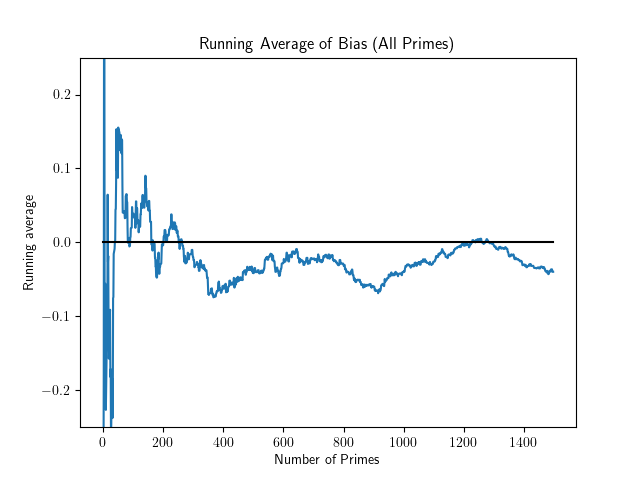 Running Average of Bias (All Primes)
0.2
0.1
0.0
−0.1
−0.2
Running average
0 200 400 600 800 1000 1200 1400
Number of Primes